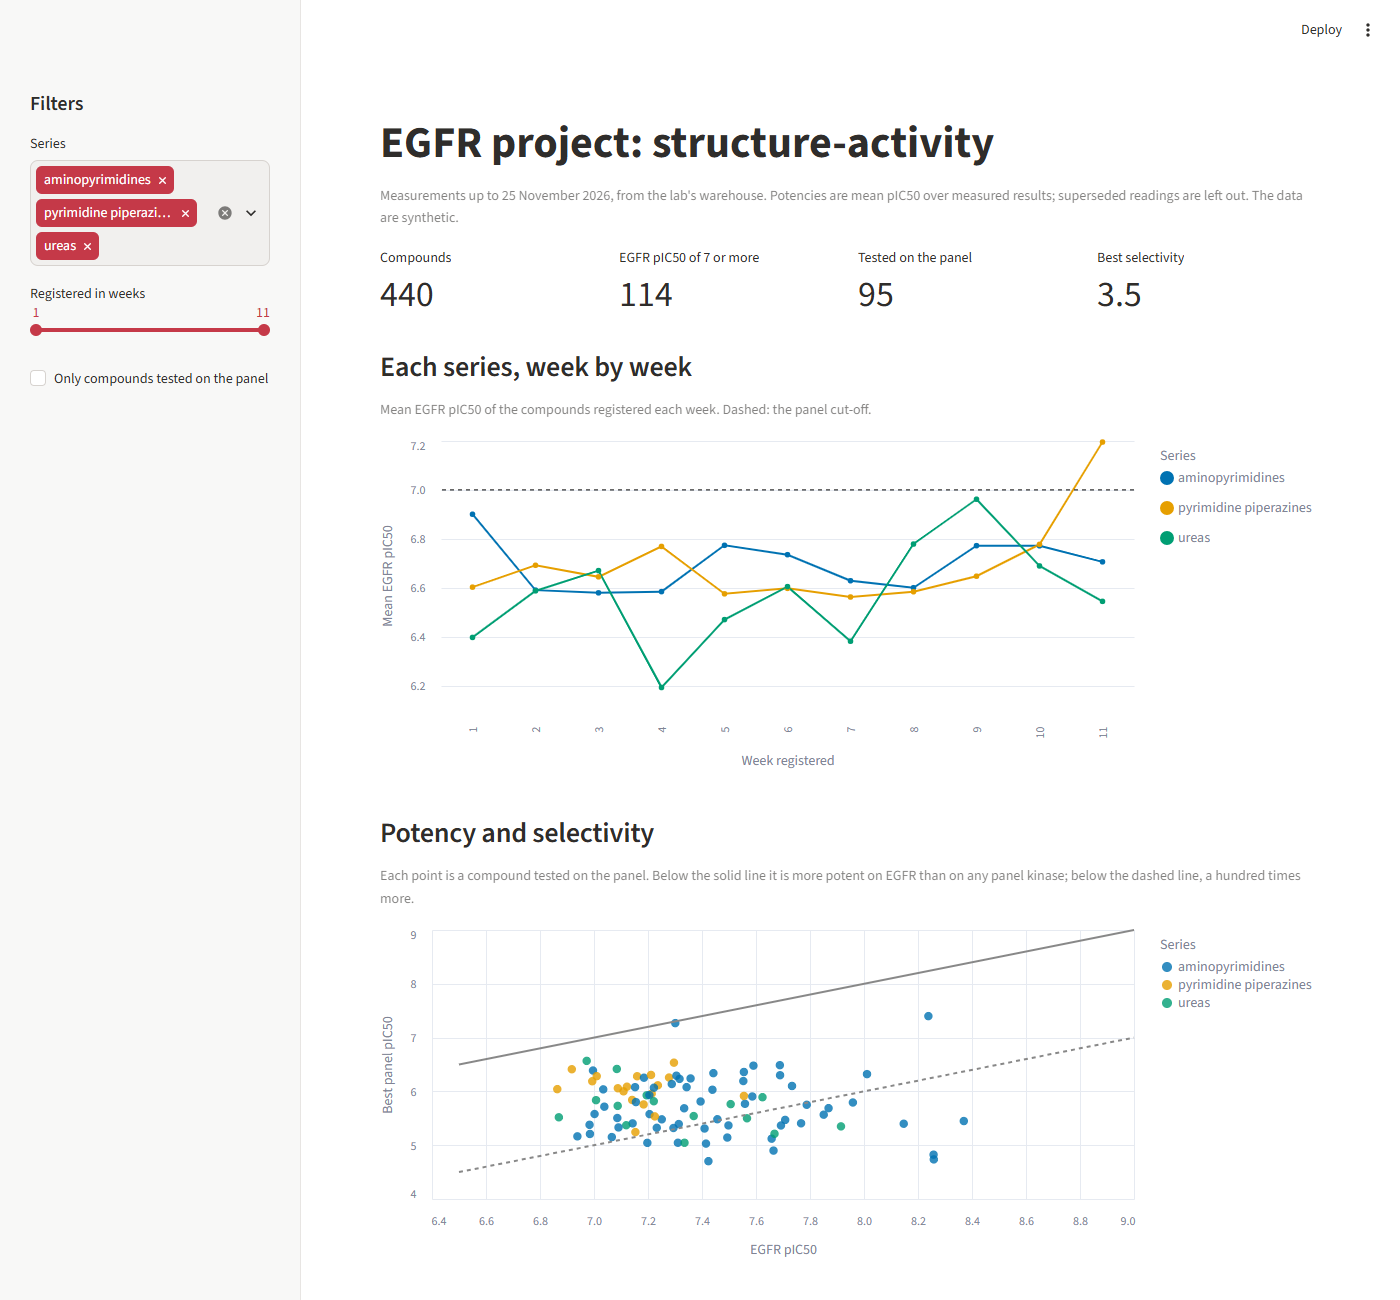 Deploy
Filters
Series
aminopyrimidines
pyrimidine piperazi...
ureas
Registered in weeks
1 11
Only compounds tested on the panel
EGFR project: structure-activity
Measurements up to 25 November 2026, from the lab's warehouse. Potencies are mean pIC50 over measured results; superseded readings are left out. The data
are synthetic.
Compounds EGFR pIC50 of 7 or more Tested on the panel Best selectivity
440 114 95 3.5
Each series, week by week
Mean EGFR pIC50 of the compounds registered each week. Dashed: the panel cut-off.
7.2
7.0
6.8
6.6
6.4
6.2
Mean EGFR pIC50
1 2 3 4 5 6 7 8 9 10 11
Week registered
Series
aminopyrimidines
pyrimidine piperazines
ureas
Potency and selectivity
Each point is a compound tested on the panel. Below the solid line it is more potent on EGFR than on any panel kinase; below the dashed line, a hundred times
more.
9
8
7
6
5
4
Best panel pIC50
6.4 6.6 6.8 7.0 7.2 7.4 7.6 7.8 8.0 8.2 8.4 8.6 8.8 9.0
EGFR pIC50
Series
aminopyrimidines
pyrimidine piperazines
ureas